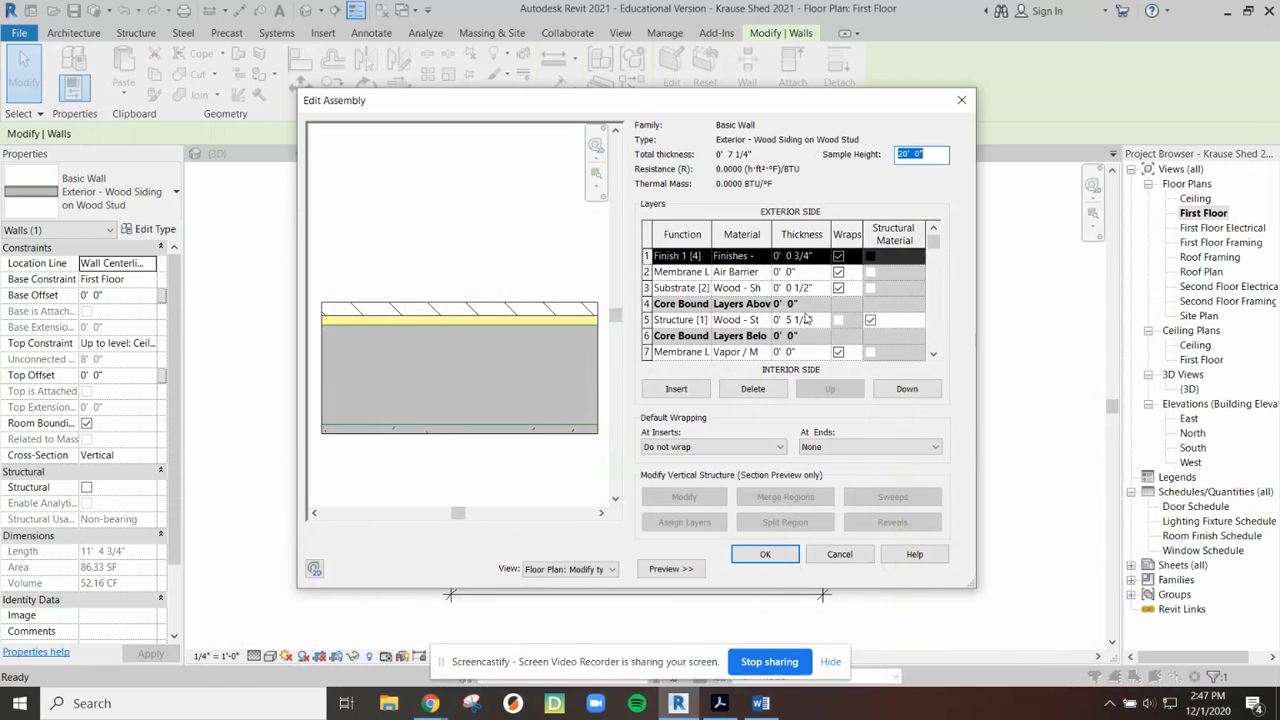 Autodesk Revit 2021 - Educational Version - Krause Shed 2021 - Floor Plan: First Floor
Sign In
File Architecture Structure Steel Precast Systems Insert Annotate Analyze Massing & Site Collaborate View Manage Add-Ins Modify | Walls
Modify Paste Cope Cut Join Edit Reset Wall Attach
Select Properties Clipboard Geometry
Modify | Walls
Properties
Basic Wall
Exterior - Wood Siding
on Wood Stud
Walls (1) Edit Type
Constraints
Location Line Wall Centerli...
Base Constraint First Floor
Base Offset 0' 0"
Base is Attached
Base Extension... 0' 0"
Top Constraint Up to level: Ceil...
Unconnected ... 8' 0"
Top Offset 0' 0"
Top is Attached
Top Extension... 0' 0"
Room Boundi...
Related to Mass
Cross-Section Vertical
Structural
Structural
Enable Analyti...
Structural Usa... Non-bearing
Dimensions
Length 11' 4 3/4"
Area 86.33 SF
Volume 52.16 CF
Identity Data
Image
Comments
Properties help Apply
Ready
{3D}
1/4" = 1'-0"
Edit Assembly
Family: Basic Wall
Type: Exterior - Wood Siding on Wood Stud
Total thickness: 0' 7 1/4" Sample Height: 20' 0"
Resistance (R): 0.0000 (h·ft²·°F)/BTU
Thermal Mass: 0.0000 BTU/°F
Layers
EXTERIOR SIDE
Function Material Thickness Wraps Structural Material
1 Finish 1 [4] Finishes - 0' 0 3/4"
2 Membrane L Air Barrier 0' 0"
3 Substrate [2] Wood - Sh 0' 0 1/2"
4 Core Bound Layers Abov 0' 0"
5 Structure [1] Wood - St 0' 5 1/
6 Core Bound Layers Belo 0' 0"
7 Membrane L Vapor / M 0' 0"
INTERIOR SIDE
Insert Delete Up Down
Default Wrapping
At Inserts: At Ends:
Do not wrap None
Modify Vertical Structure (Section Preview only)
Modify Merge Regions Sweeps
Assign Layers Split Region Reveals
OK Cancel Help
View: Floor Plan: Modify ty Preview >>
Project Browser - Krause Shed 2...
Views (all)
Floor Plans
Ceiling
First Floor
First Floor Electrical
First Floor Framing
Roof Framing
Roof Plan
Second Floor Electrica
Second Floor Framing
Site Plan
Ceiling Plans
Ceiling
First Floor
3D Views
{3D}
Elevations (Building Eleva
East
North
South
West
Legends
Schedules/Quantities (all)
Door Schedule
Lighting Fixture Schedule
Room Finish Schedule
Window Schedule
Sheets (all)
Families
Groups
Revit Links
:1
Screencastify - Screen Video Recorder is sharing your screen. Stop sharing Hide
Search
2:47 PM
12/1/2020